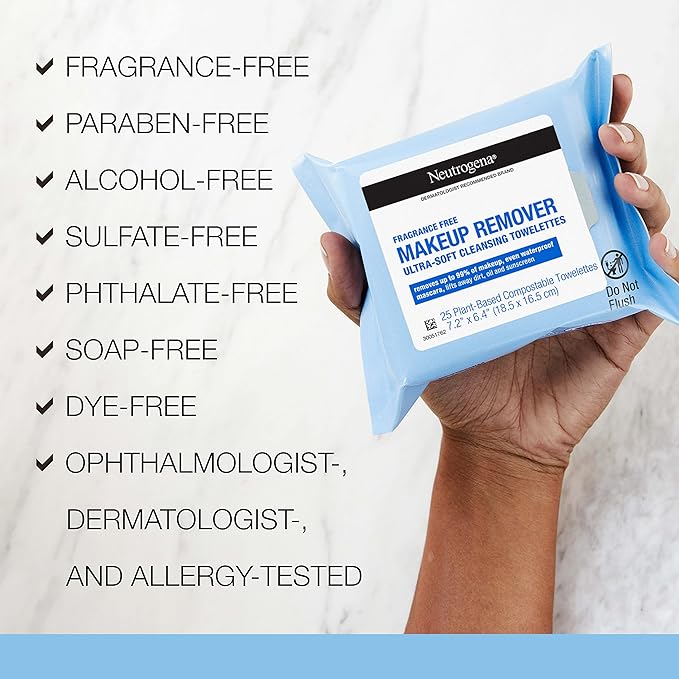 FRAGRANCE-FREE
PARABEN-FREE
ALCOHOL-FREE
SULFATE-FREE
PHTHALATE-FREE
SOAP-FREE
DYE-FREE
OPHTHALMOLOGIST-,
DERMATOLOGIST-,
AND ALLERGY-TESTED
Neutrogena®
DERMATOLOGIST RECOMMENDED BRAND
FRAGRANCE FREE
MAKEUP REMOVER
ULTRA-SOFT CLEANSING TOWELETTES
removes up to 99% of makeup, even waterproof
mascara, lifts away dirt, oil and sunscreen
25 Plant-Based Compostable Towelettes
7.2" x 6.4" (18.5 x 16.5 cm)
30051762
Do Not
Flush